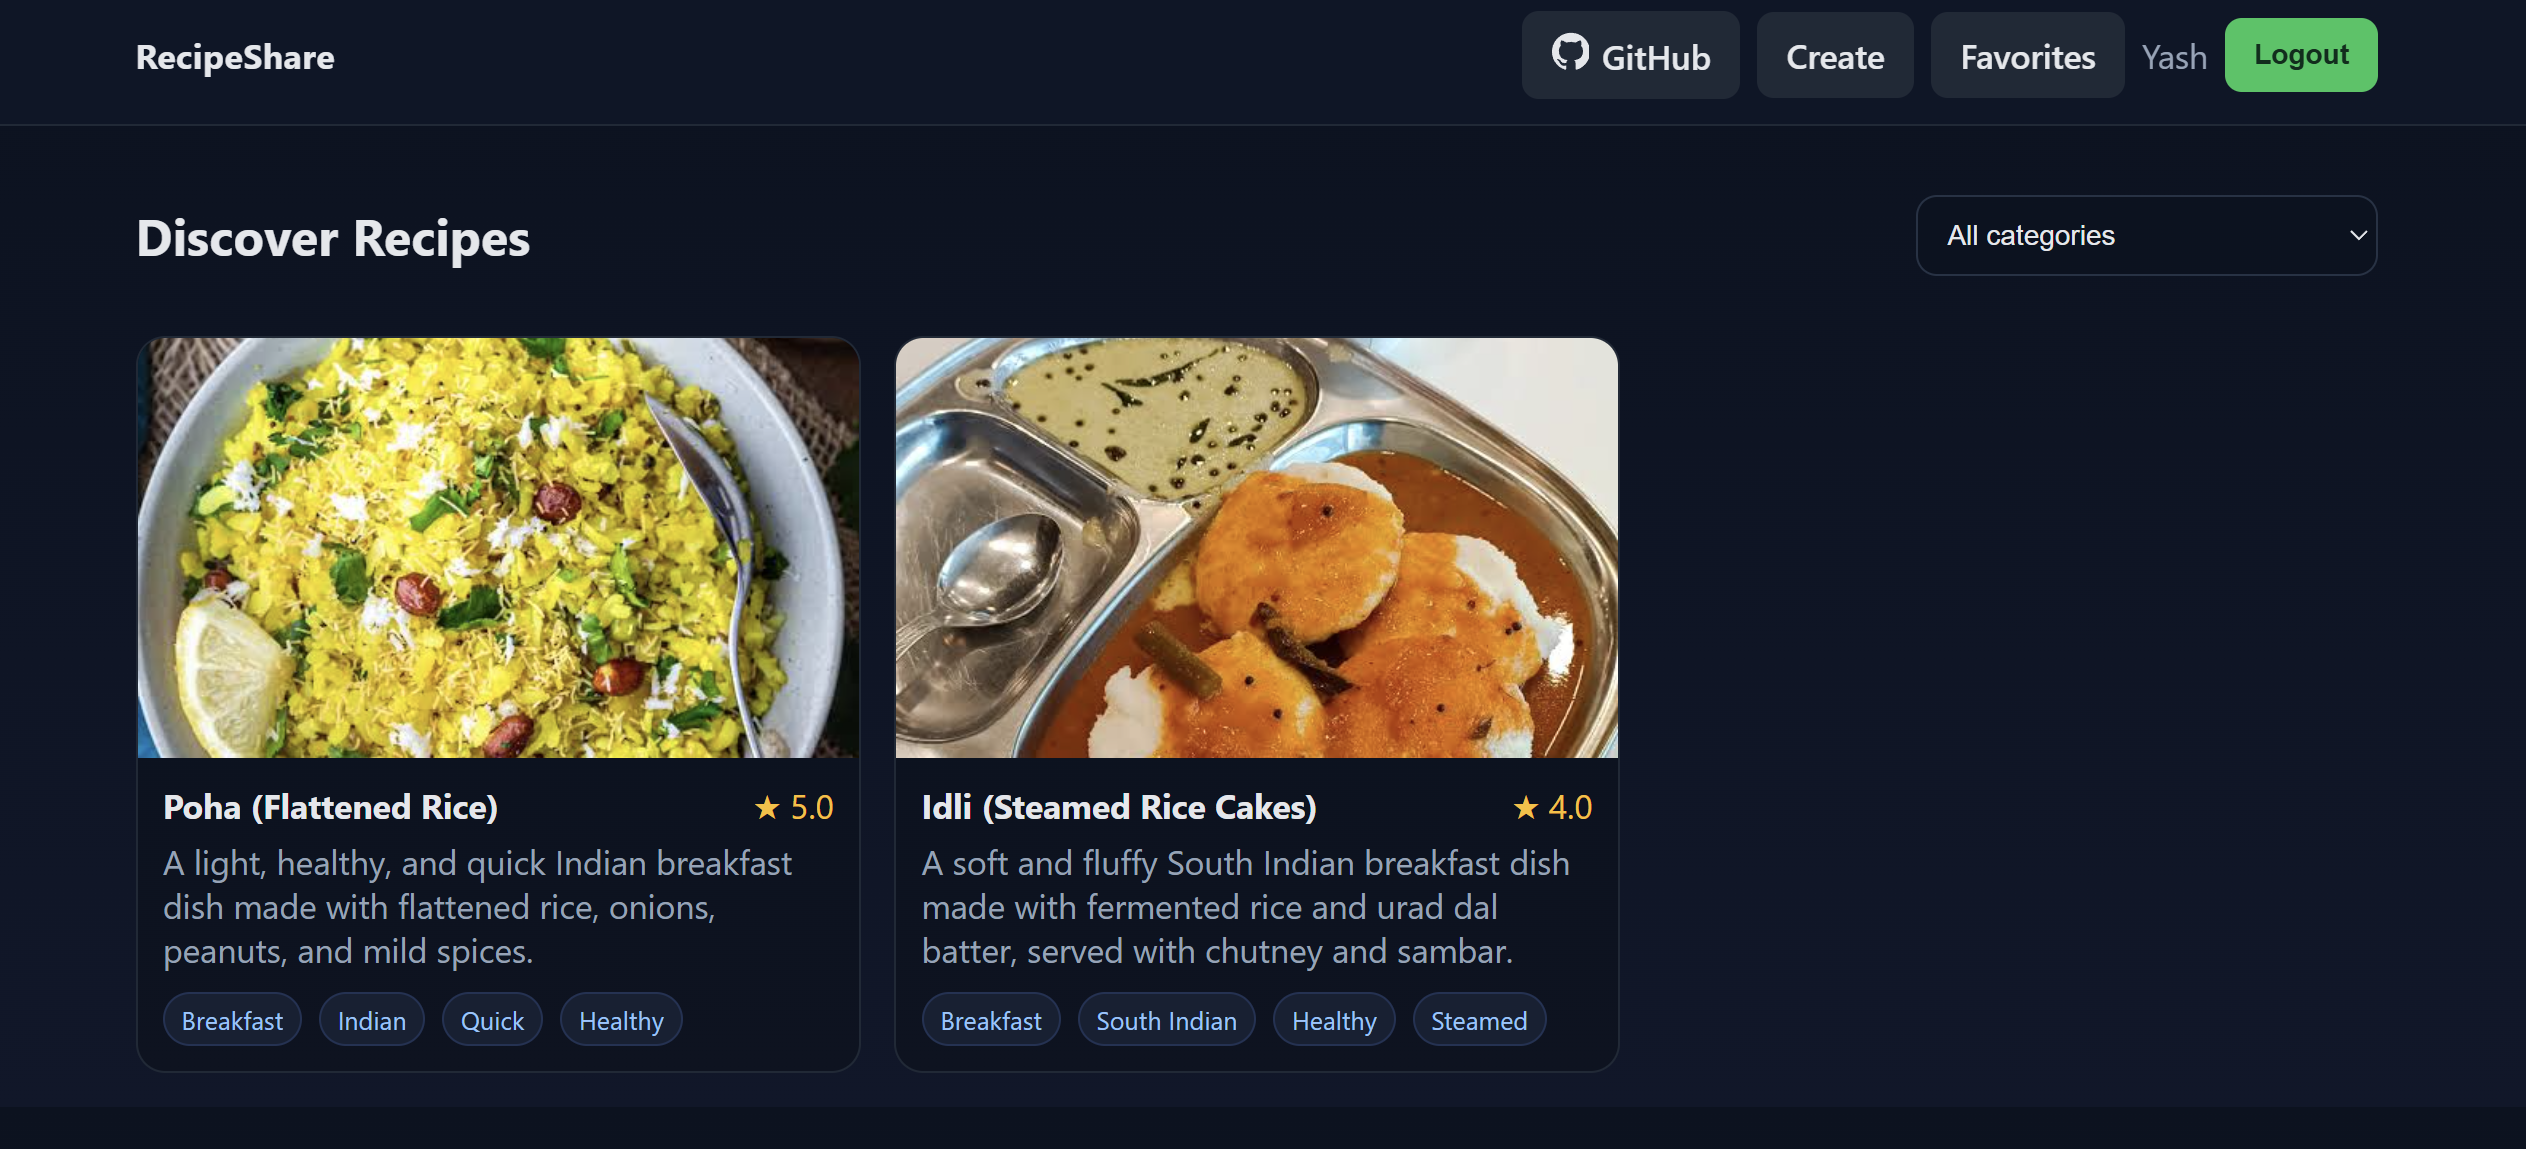 RecipeShare
GitHub
Create
Favorites
Yash
Logout
Discover Recipes
All categories
Poha (Flattened Rice)
★ 5.0
A light, healthy, and quick Indian breakfast
dish made with flattened rice, onions,
peanuts, and mild spices.
Breakfast
Indian
Quick
Healthy
Idli (Steamed Rice Cakes)
★ 4.0
A soft and fluffy South Indian breakfast dish
made with fermented rice and urad dal
batter, served with chutney and sambar.
Breakfast
South Indian
Healthy
Steamed